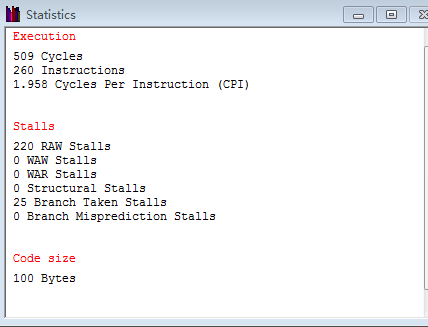 Statistics
Execution
509 Cycles
260 Instructions
1.958 Cycles Per Instruction (CPI)
Stalls
220 RAW Stalls
0 WAW Stalls
0 WAR Stalls
0 Structural Stalls
25 Branch Taken Stalls
0 Branch Misprediction Stalls
Code size
100 Bytes